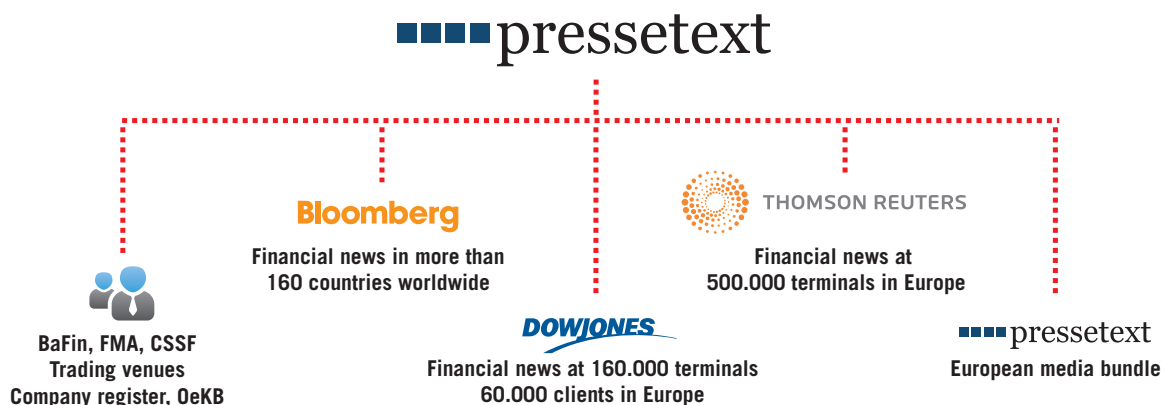 pressetext
Bloomberg
Financial news in more than
160 countries worldwide
THOMSON REUTERS
Financial news at
500.000 terminals in Europe
BaFin, FMA, CSSF
Trading venues
Company register, OeKB
DOWJONES
Financial news at 160.000 terminals
60.000 clients in Europe
pressetext
European media bundle